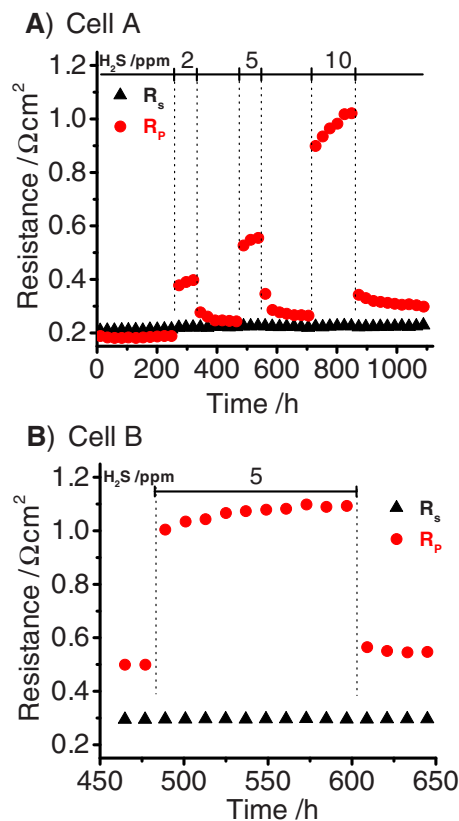 A) Cell A
H₂S /ppm 2 5 10
1.2
1.0
0.8
0.6
0.4
0.2
Rₛ
Rₚ
Resistance /Ωcm²
0 200 400 600 800 1000
Time /h
B) Cell B
H₂S /ppm 5
1.2
1.0
0.8
0.6
0.4
0.2
Rₛ
Rₚ
Resistance /Ωcm²
450 500 550 600 650
Time /h